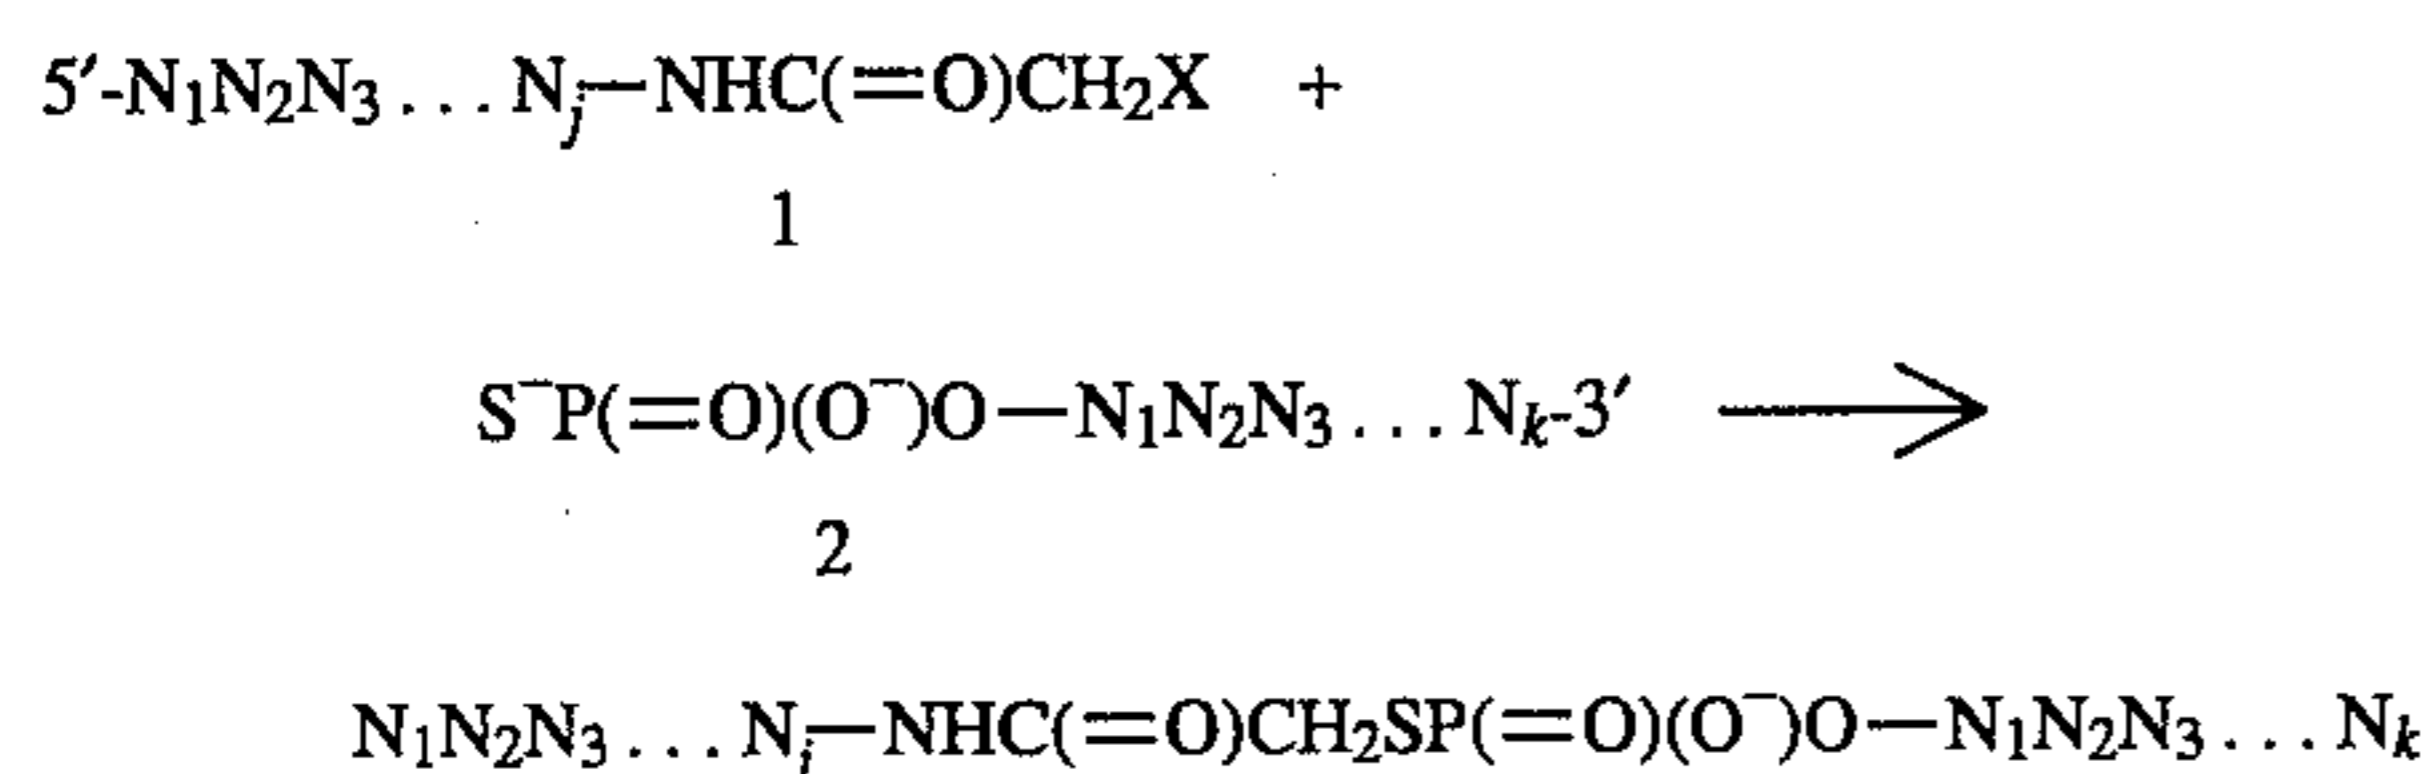 5′-N₁N₂N₃ . . . Nⱼ—NHC(=O)CH₂X +
1
S⁻P(=O)(O⁻)O—N₁N₂N₃ . . . Nₖ-3′ ⟶
2
N₁N₂N₃ . . . Nⱼ—NHC(=O)CH₂SP(=O)(O⁻)O—N₁N₂N₃ . . . Nₖ